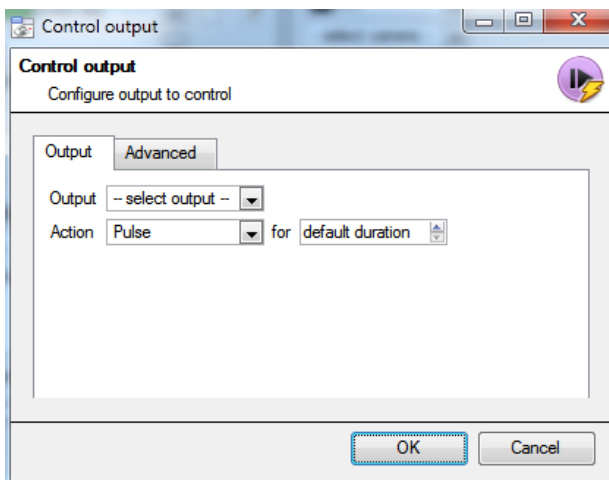 Control output
Control output
Configure output to control
Output Advanced
Output -- select output --
Action Pulse for default duration
OK Cancel